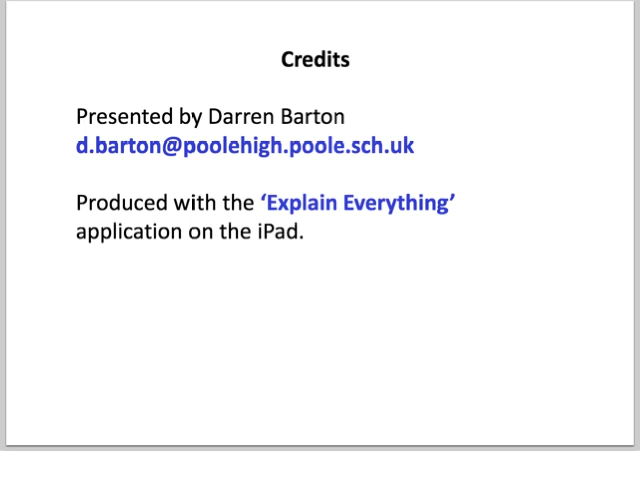 Credits
Presented by Darren Barton
d.barton@poolehigh.poole.sch.uk
Produced with the ‘Explain Everything’
application on the iPad.